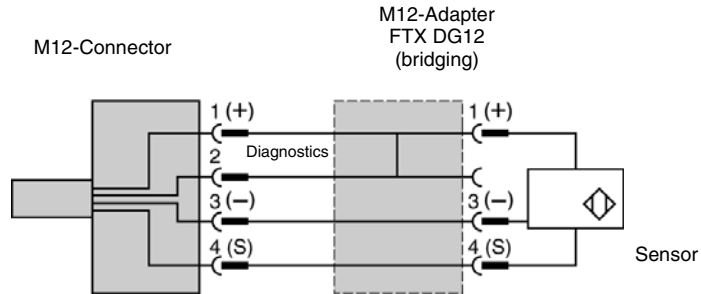 M12-Adapter
FTX DG12
(bridging)
M12-Connector
1 (+)
1 (+)
2
Diagnostics
3 (−)
3 (−)
4 (S)
4 (S)
Sensor